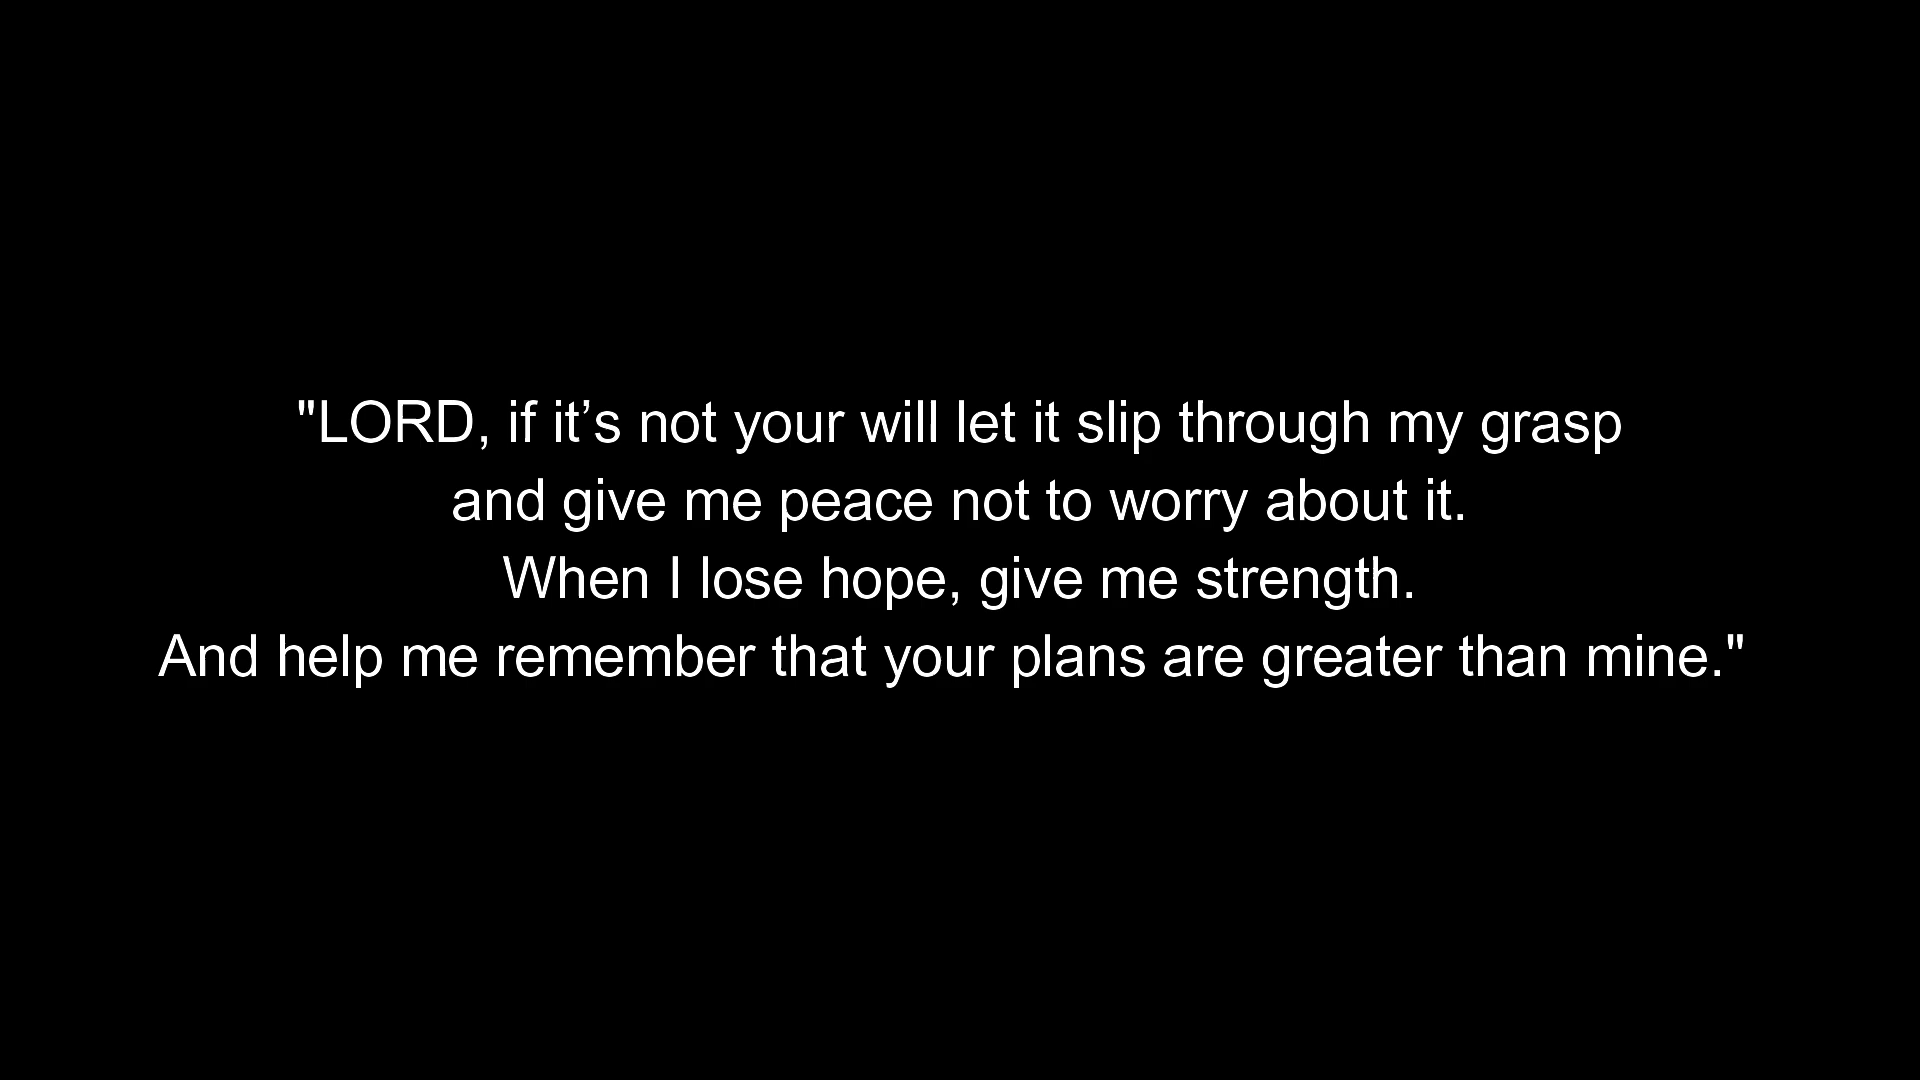 "LORD, if it’s not your will let it slip through my grasp
and give me peace not to worry about it.
When I lose hope, give me strength.
And help me remember that your plans are greater than mine."